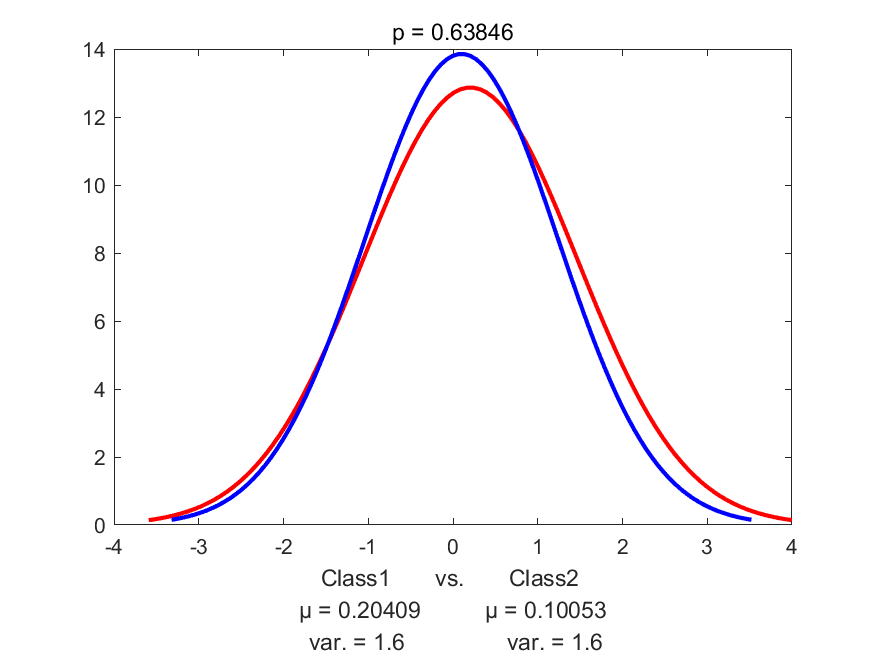 p = 0.63846
14
12
10
8
6
4
2
0
-4 -3 -2 -1 0 1 2 3 4
Class1 vs. Class2
μ = 0.20409 μ = 0.10053
var. = 1.6 var. = 1.6